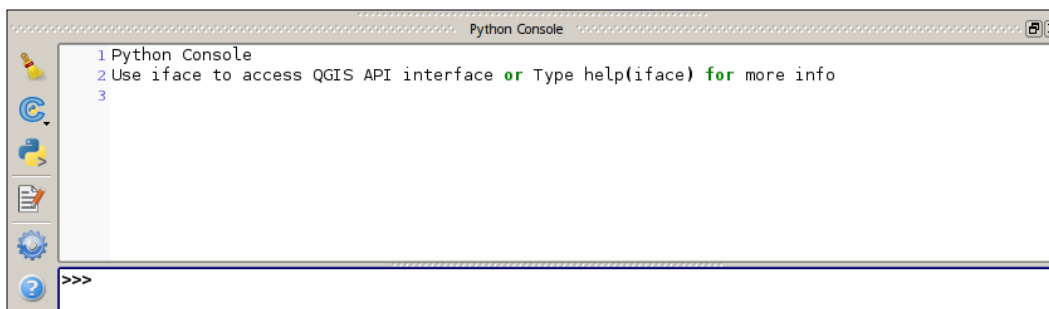 Python Console
1 Python Console
2 Use iface to access QGIS API interface or Type help(iface) for more info
3
>>>